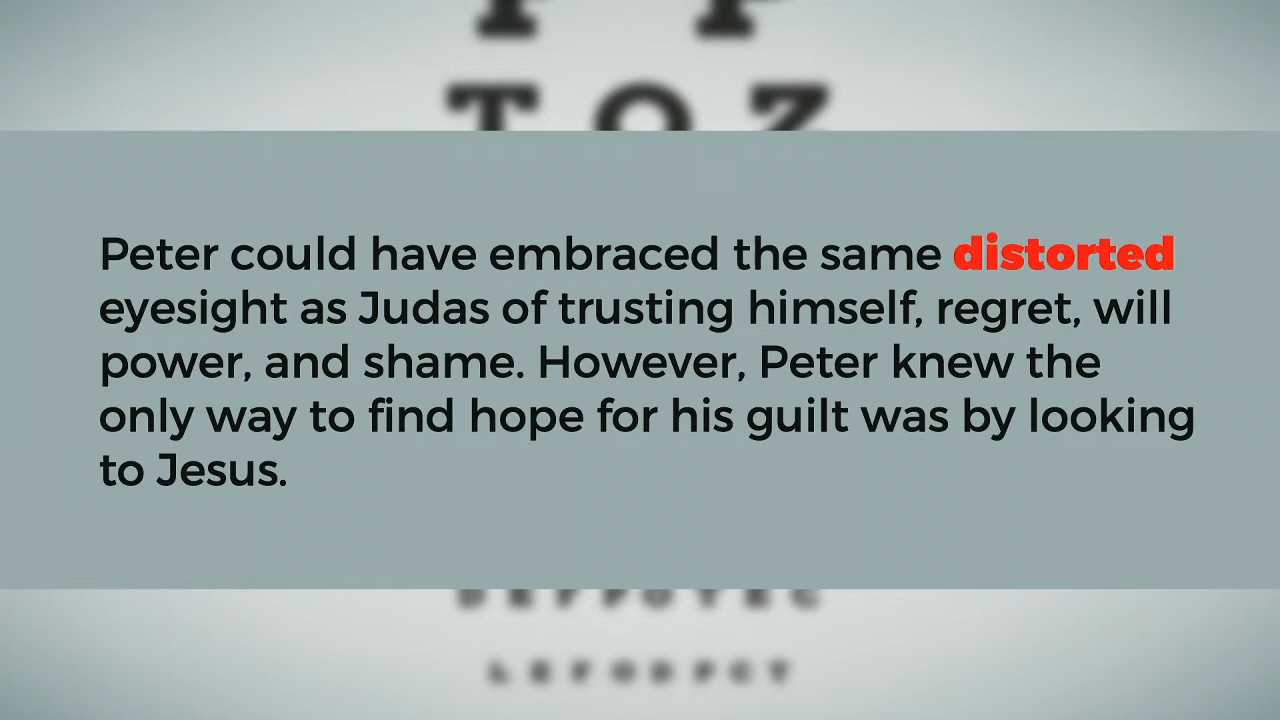 T O Z
Peter could have embraced the same distorted
eyesight as Judas of trusting himself, regret, will
power, and shame. However, Peter knew the
only way to find hope for his guilt was by looking
to Jesus.
L E F O D P C T